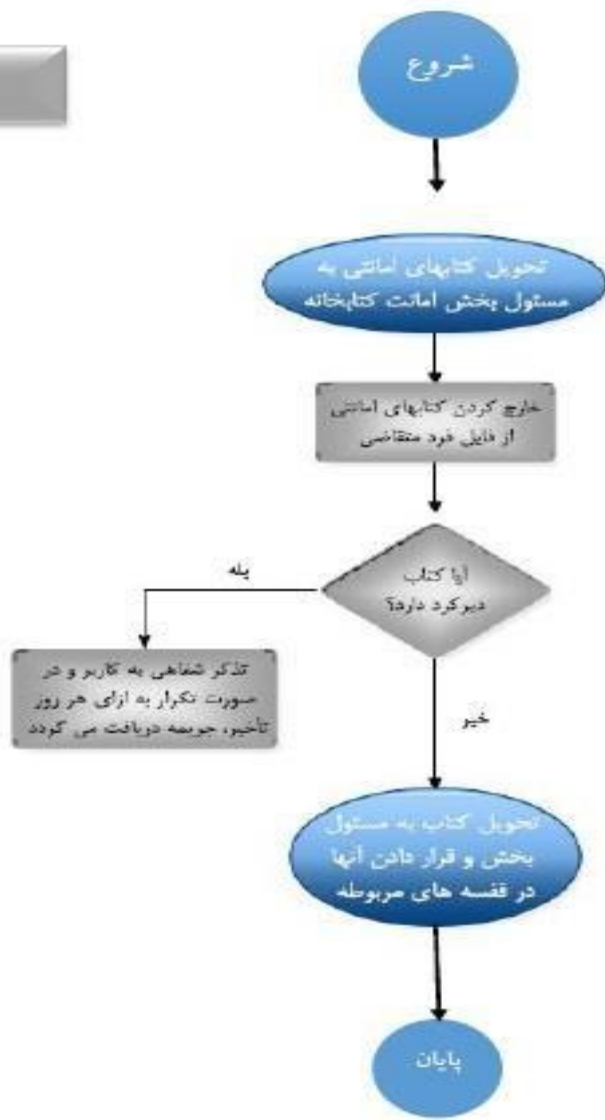 شروع
تحویل کتابهای امانتی به
مسئول بخش امانت کتابخانه
خارج کردن کتابهای امانتی
از فایل فرد متقاضی
آیا کتاب
دیرکرد دارد؟
بله
تذکر شفاهی به کاربر و در
صورت تکرار به ازای هر روز
تأخیر، جریمه دریافت می گردد
خیر
تحویل کتاب به مسئول
بخش و قرار دادن آنها
در قفسه های مربوطه
پایان